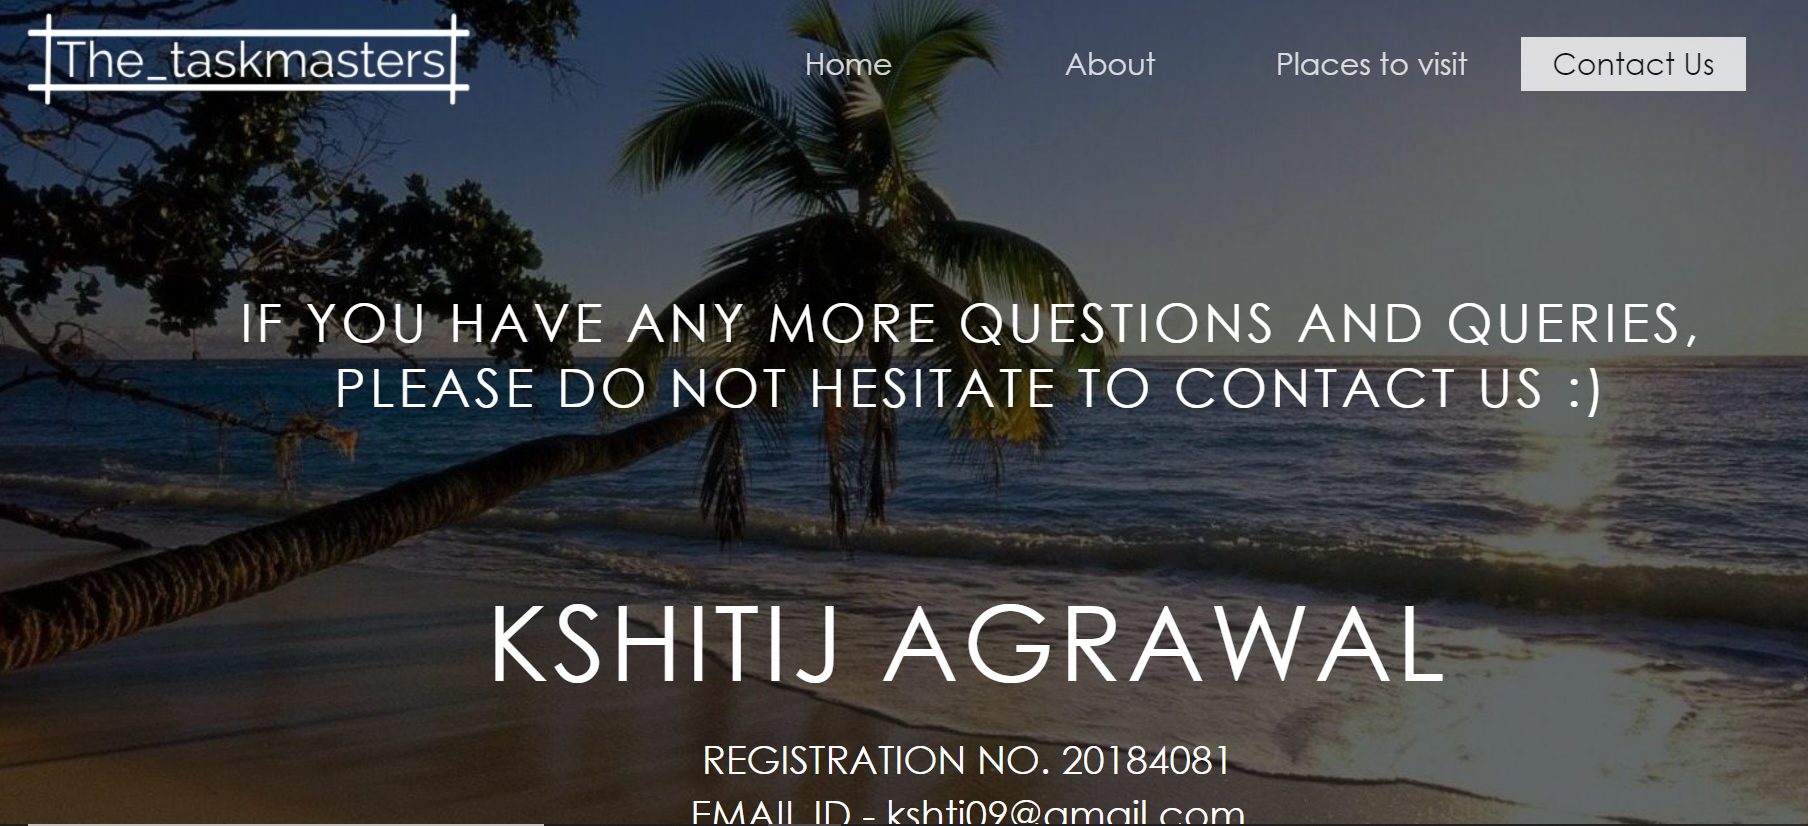 The_taskmasters
Home About Places to visit Contact Us
IF YOU HAVE ANY MORE QUESTIONS AND QUERIES,
PLEASE DO NOT HESITATE TO CONTACT US :)
KSHITIJ AGRAWAL
REGISTRATION NO. 20184081
EMAIL ID - kshtj09@gmail.com